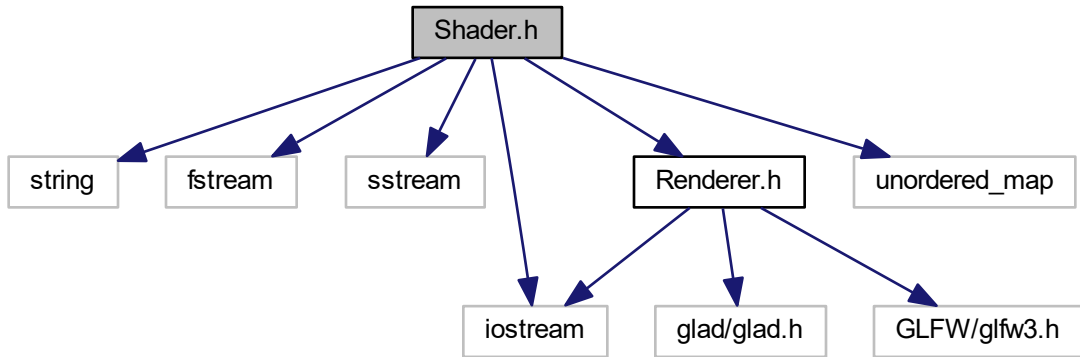 Shader.h
string
fstream
sstream
Renderer.h
unordered_map
iostream
glad/glad.h
GLFW/glfw3.h